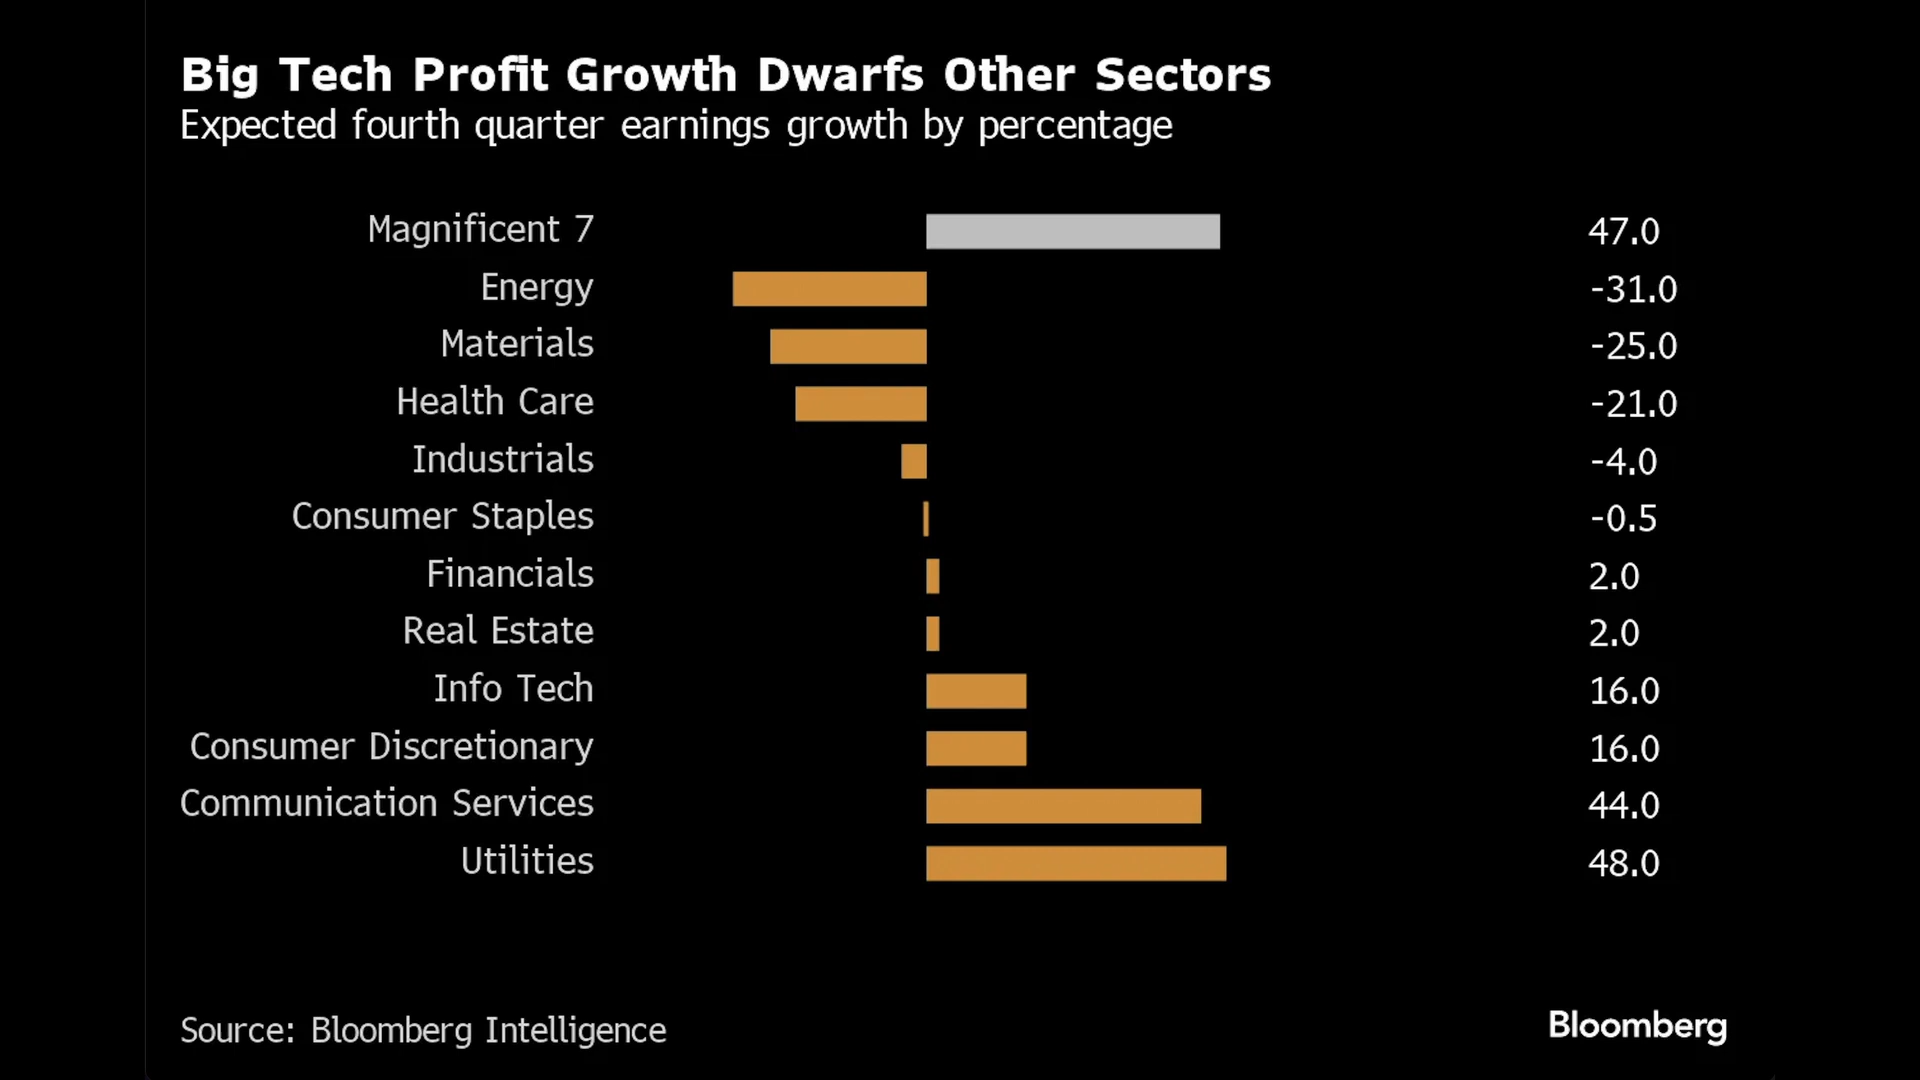 Big Tech Profit Growth Dwarfs Other Sectors
Expected fourth quarter earnings growth by percentage
Magnificent 7 47.0
Energy -31.0
Materials -25.0
Health Care -21.0
Industrials -4.0
Consumer Staples -0.5
Financials 2.0
Real Estate 2.0
Info Tech 16.0
Consumer Discretionary 16.0
Communication Services 44.0
Utilities 48.0
Source: Bloomberg Intelligence
Bloomberg